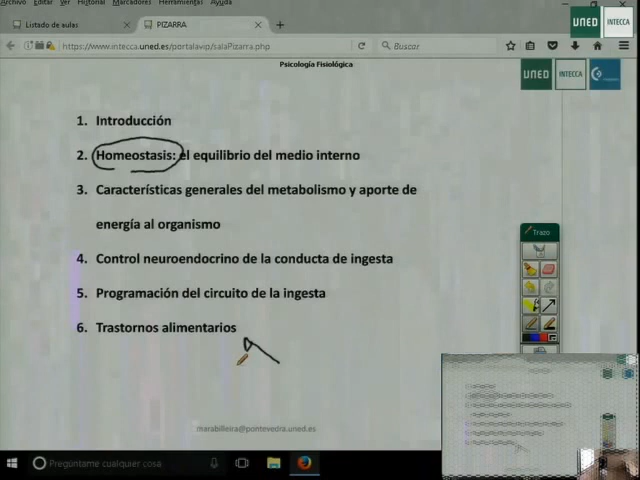 Archivo Editar Ver Historial Marcadores Herramientas Ayuda
Listado de aulas
PIZARRA
https://www.intecca.uned.es/portalavip/salaPizarra.php
Buscar
UNED
INTECCA
Psicología Fisiológica
UNED
INTECCA
1. Introducción
2. Homeostasis: el equilibrio del medio interno
3. Características generales del metabolismo y aporte de
energía al organismo
4. Control neuroendocrino de la conducta de ingesta
5. Programación del circuito de la ingesta
6. Trastornos alimentarios
Trazo
marabilleira@pontevedra.uned.es
Pregúntame cualquier cosa